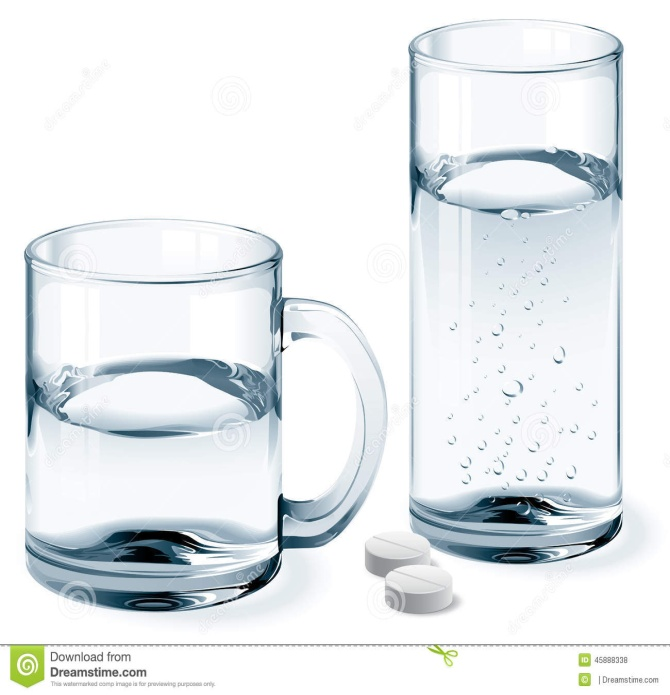 Download from
Dreamstime.com
This watermarked comp image is for previewing purposes only.
ID 45888338
| Dreamstime.com